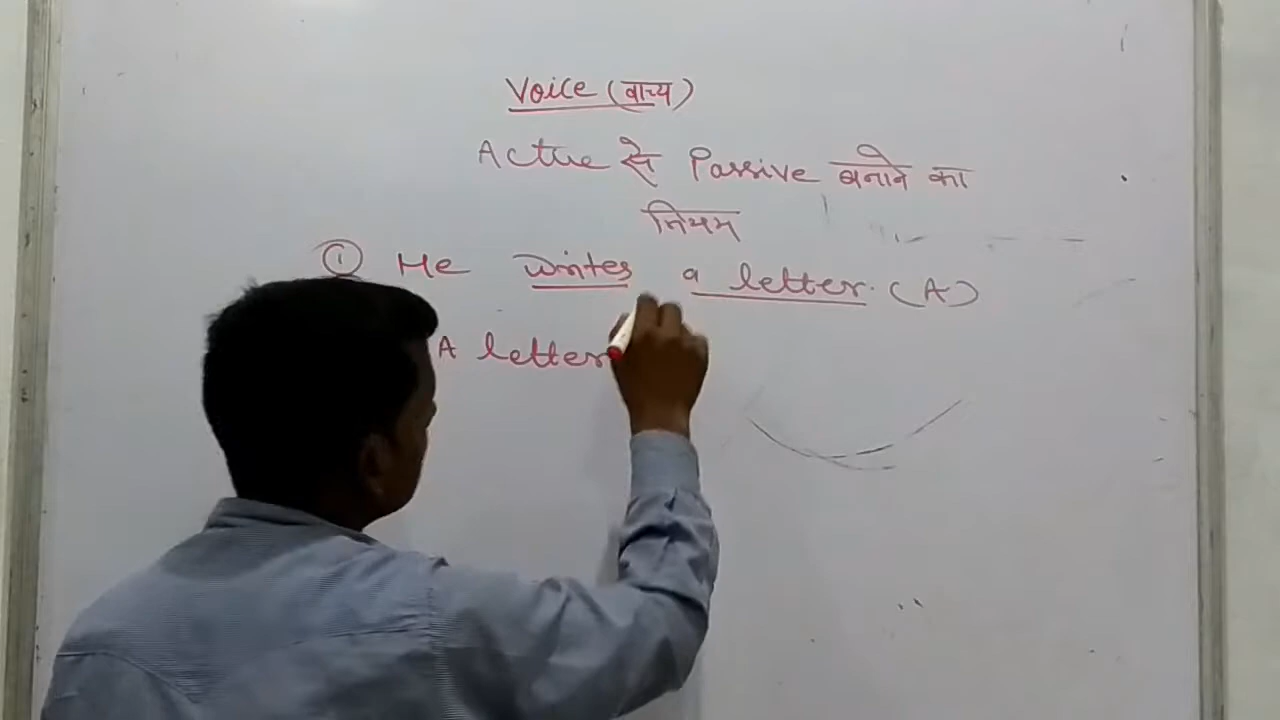 Voice (वाच्य)
Active से Passive बनाने का
नियम
① He writes a letter. (A)
A letter